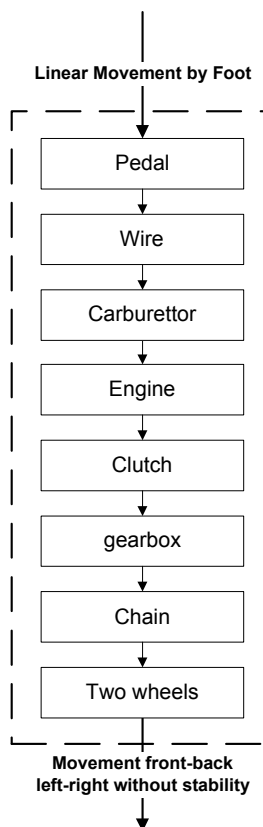 Linear Movement by Foot
Pedal
Wire
Carburettor
Engine
Clutch
gearbox
Chain
Two wheels
Movement front-back
left-right without stability